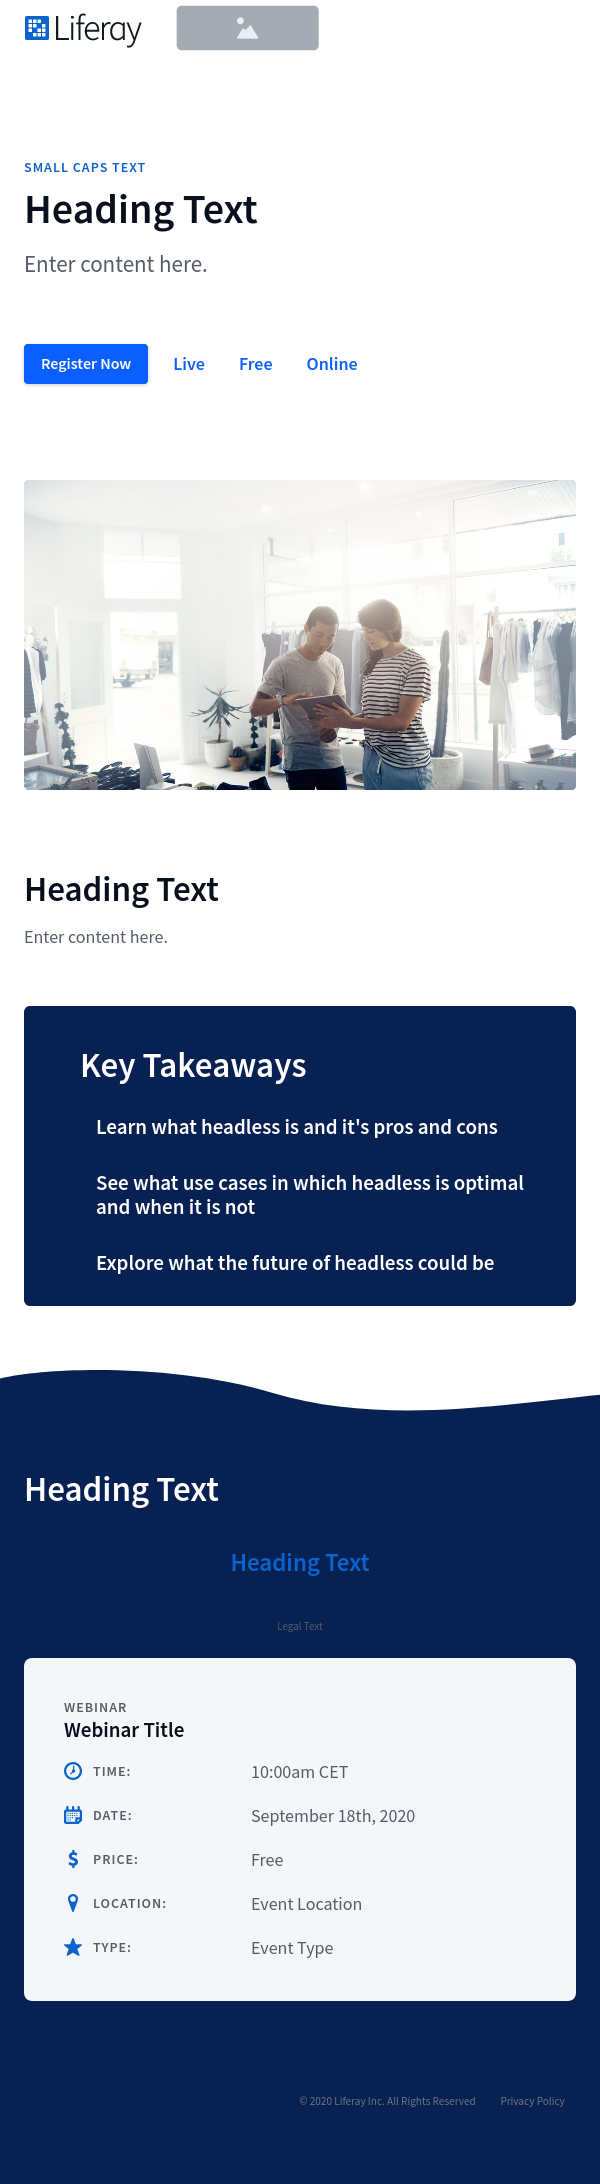 Liferay
SMALL CAPS TEXT
Heading Text
Enter content here.
Register Now
Live
Free
Online
Heading Text
Enter content here.
Key Takeaways
Learn what headless is and it's pros and cons
See what use cases in which headless is optimal
and when it is not
Explore what the future of headless could be
Heading Text
Heading Text
Legal Text
WEBINAR
Webinar Title
TIME: 10:00am CET
DATE: September 18th, 2020
PRICE: Free
LOCATION: Event Location
TYPE: Event Type
© 2020 Liferay Inc. All Rights Reserved Privacy Policy